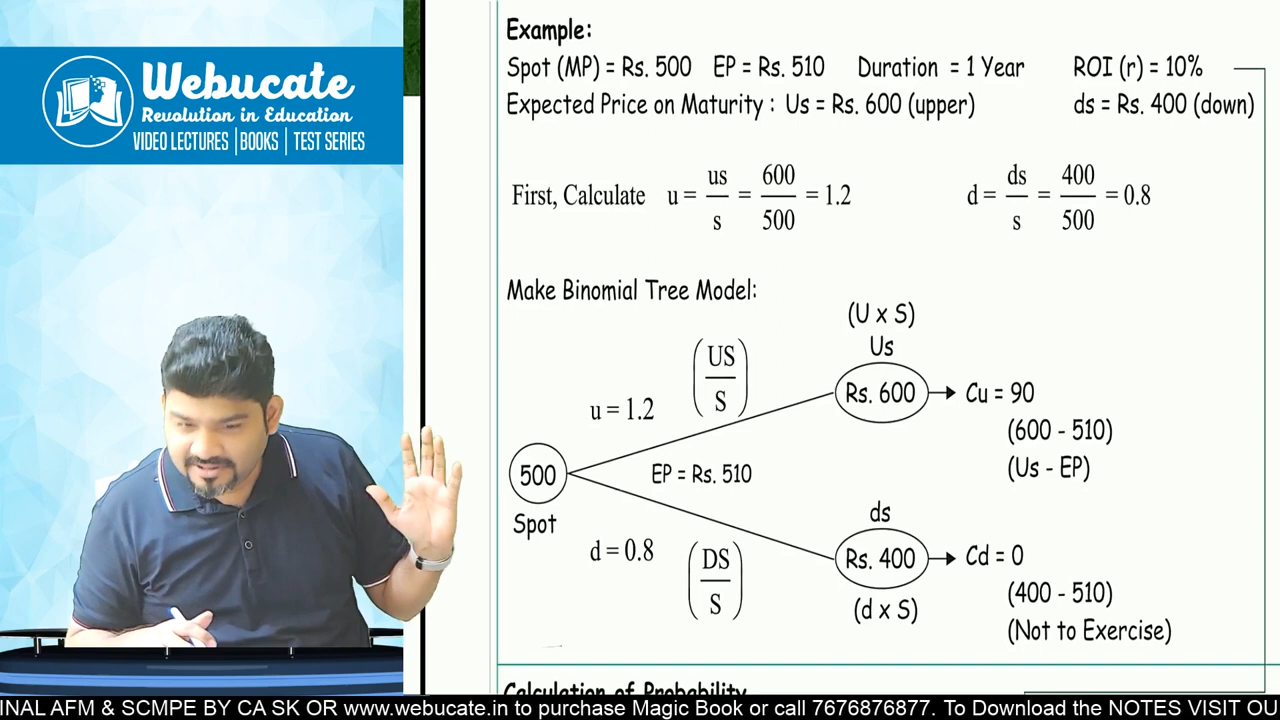 Webucate
Revolution in Education
VIDEO LECTURES | BOOKS | TEST SERIES
Example:
Spot (MP) = Rs. 500 EP = Rs. 510 Duration = 1 Year ROI (r) = 10%
Expected Price on Maturity : Us = Rs. 600 (upper) ds = Rs. 400 (down)
First, Calculate u = us/s = 600/500 = 1.2 d = ds/s = 400/500 = 0.8
Make Binomial Tree Model:
(U x S)
Us
(US/S)
u = 1.2
Rs. 600
Cu = 90
(600 - 510)
(Us - EP)
500
Spot
EP = Rs. 510
ds
d = 0.8
(DS/S)
Rs. 400
Cd = 0
(d x S)
(400 - 510)
(Not to Exercise)
Calculation of Probability
INAL AFM & SCMPE BY CA SK OR www.webucate.in to purchase Magic Book or call 7676876877. To Download the NOTES VISIT OU